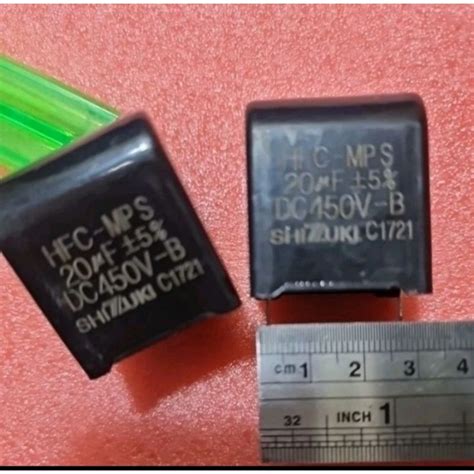 HFC-MPS
20μF ±5%
DC450V-B
SHIZUKI C1721
HFC-MPS
20μF ±5%
DC450V-B
SHIZUKI C1721
cm 1 2 3 4
32 INCH 1